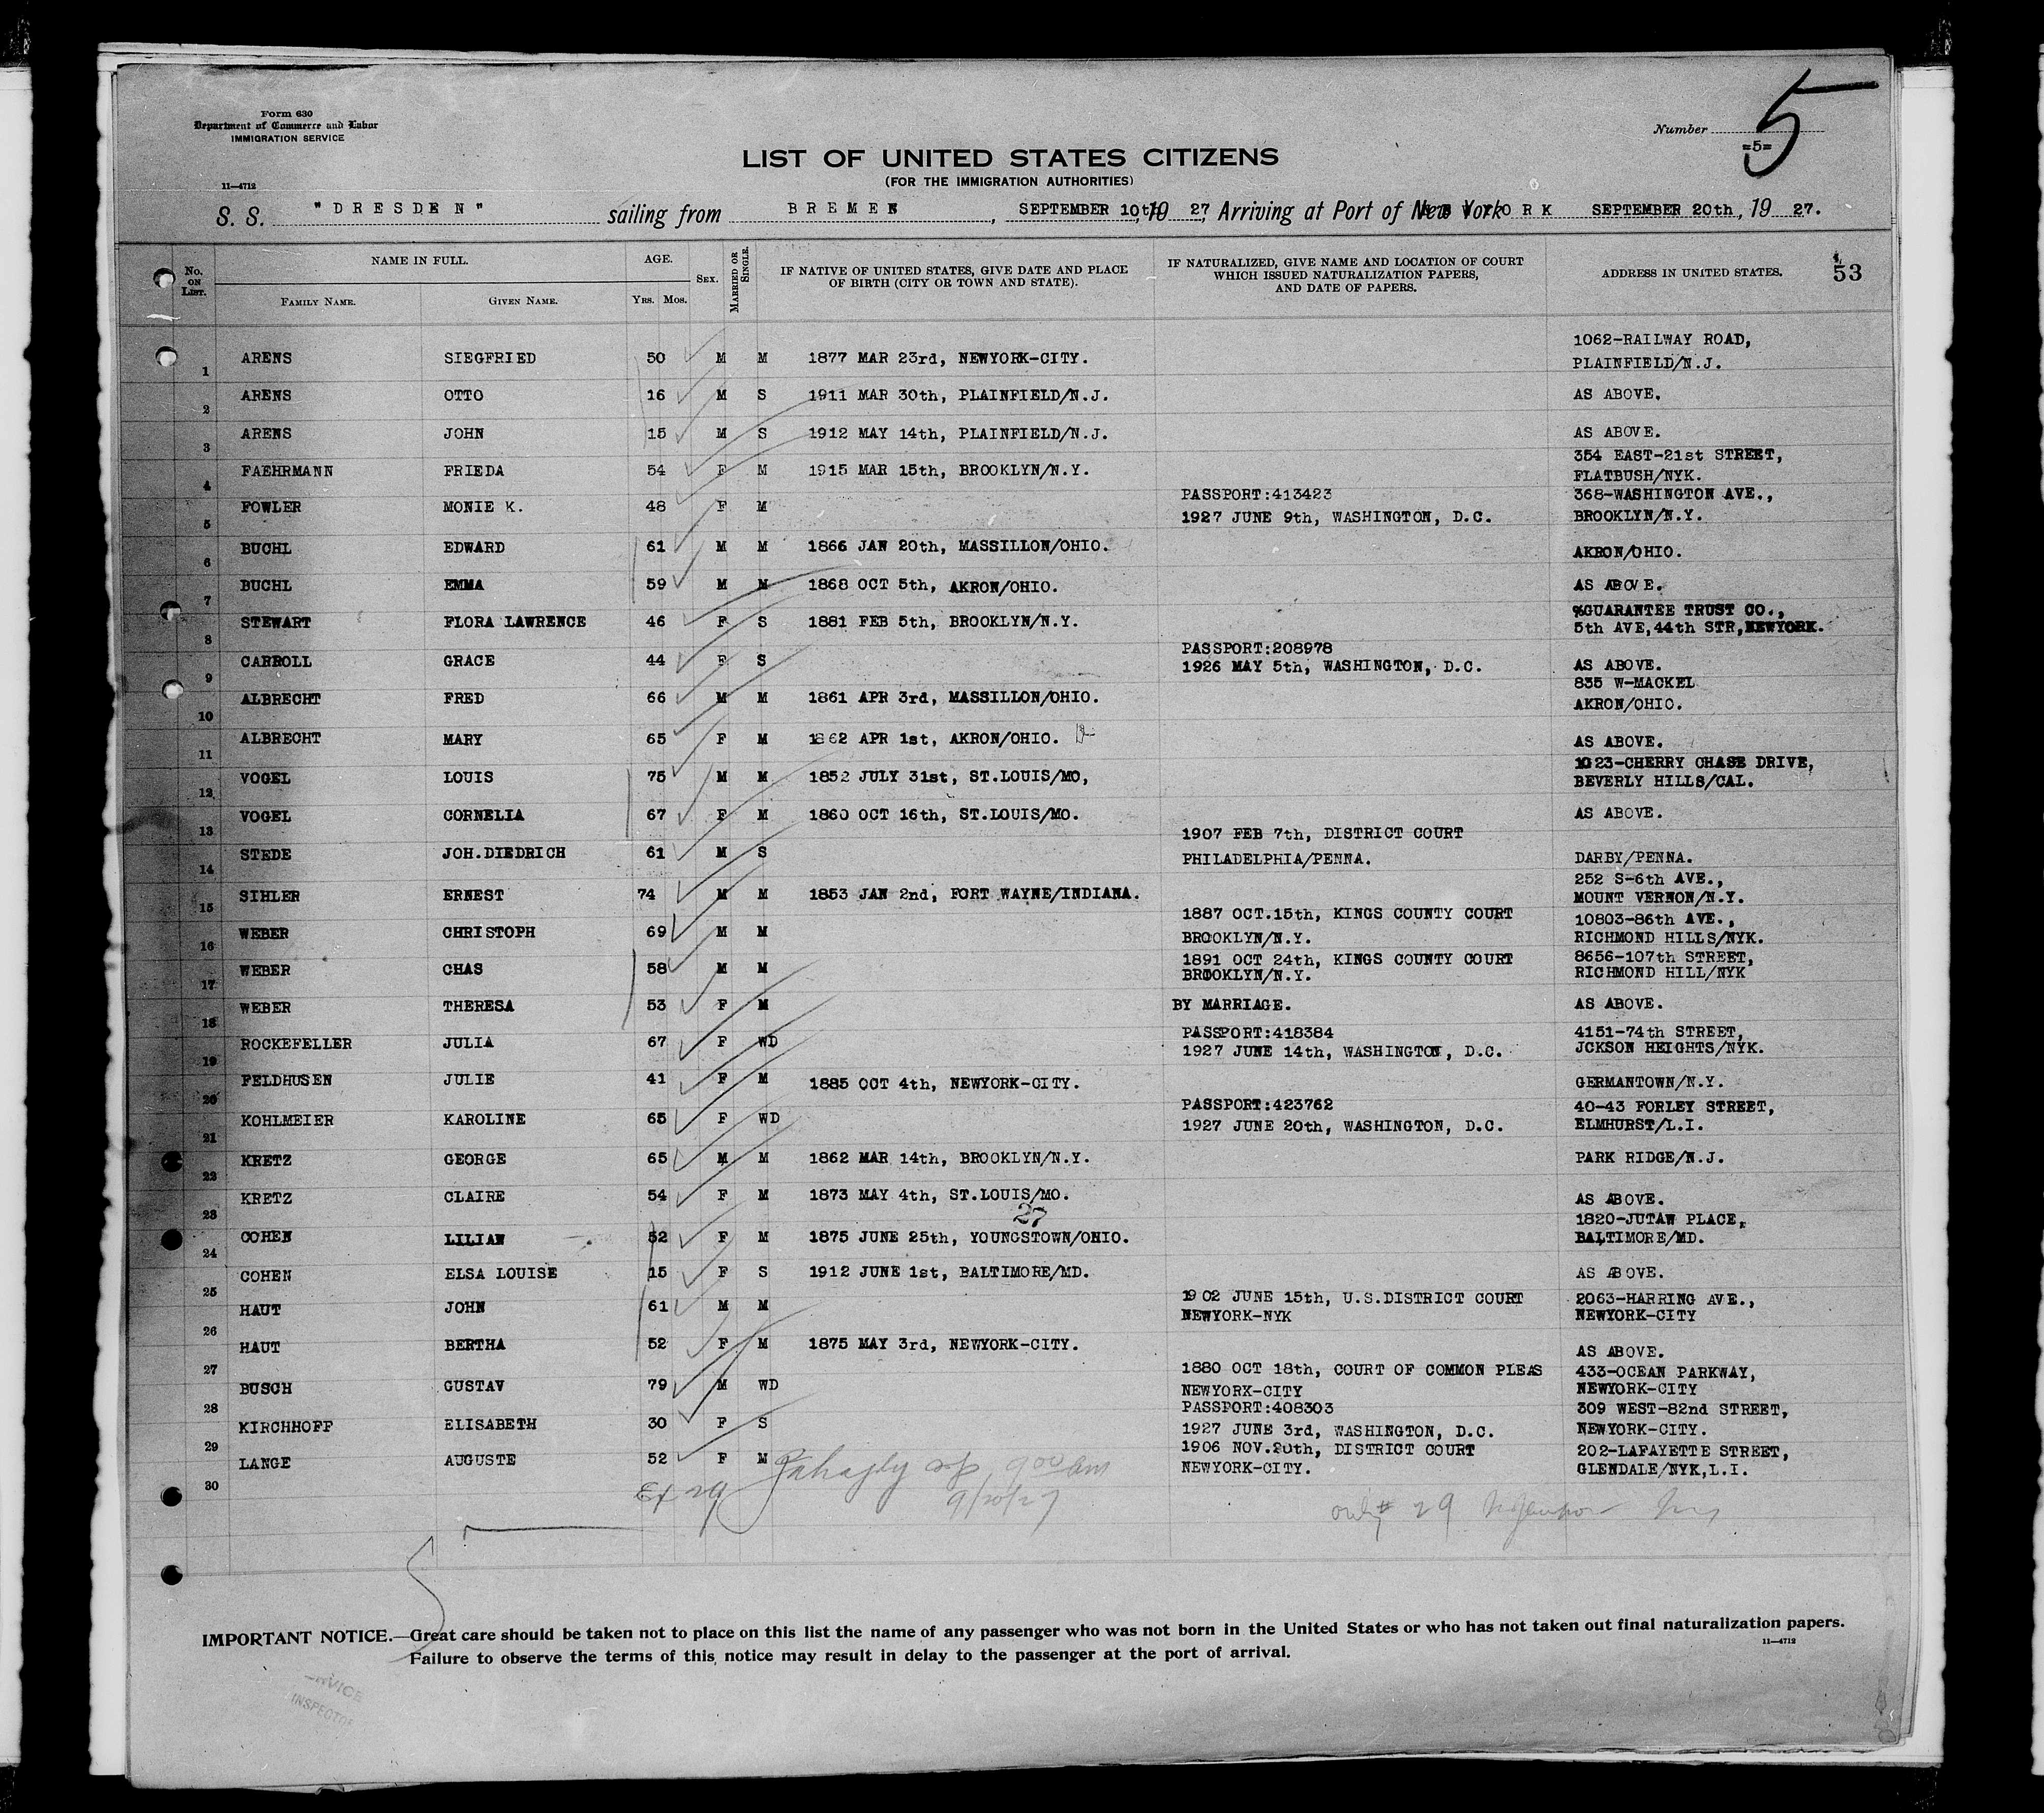 Form 630
Department of Commerce and Labor
IMMIGRATION SERVICE
Number 5
=5=
LIST OF UNITED STATES CITIZENS
(FOR THE IMMIGRATION AUTHORITIES)
11—4712
S. S. "DRESDEN" sailing from BREMEN, SEPTEMBER 10th, 19 27, Arriving at Port of New York SEPTEMBER 20th, 19 27.
No. ON LIST. NAME IN FULL. AGE. SEX. MARRIED OR SINGLE. IF NATIVE OF UNITED STATES, GIVE DATE AND PLACE OF BIRTH (CITY OR TOWN AND STATE). IF NATURALIZED, GIVE NAME AND LOCATION OF COURT WHICH ISSUED NATURALIZATION PAPERS, AND DATE OF PAPERS. ADDRESS IN UNITED STATES. 53
FAMILY NAME. GIVEN NAME. YRS. MOS.
1 ARENS SIEGFRIED 50 M M 1877 MAR 23rd, NEWYORK-CITY. 1062-RAILWAY ROAD, PLAINFIELD/N.J.
2 ARENS OTTO 16 M S 1911 MAR 30th, PLAINFIELD/N.J. AS ABOVE.
3 ARENS JOHN 15 M S 1912 MAY 14th, PLAINFIELD/N.J. AS ABOVE.
4 FAEHRMANN FRIEDA 54 F M 1915 MAR 15th, BROOKLYN/N.Y. 354 EAST-21st STREET, FLATBUSH/NYK.
5 FOWLER MONIE K. 48 F M PASSPORT:413423 1927 JUNE 9th, WASHINGTON, D.C. 368-WASHINGTON AVE., BROOKLYN/N.Y.
6 BUCHL EDWARD 61 M M 1866 JAN 20th, MASSILLON/OHIO. AKRON/OHIO.
7 BUCHL EMMA 59 M M 1868 OCT 5th, AKRON/OHIO. AS ABOVE.
8 STEWART FLORA LAWRENCE 46 F S 1881 FEB 5th, BROOKLYN/N.Y. %GUARANTEE TRUST CO., 5th AVE,44th STR,NEWYORK.
9 CARROLL GRACE 44 F S PASSPORT:208978 1926 MAY 5th, WASHINGTON, D.C. AS ABOVE.
10 ALBRECHT FRED 66 M M 1861 APR 3rd, MASSILLON/OHIO. 835 W-MACKEL AKRON/OHIO.
11 ALBRECHT MARY 65 F M 1862 APR 1st, AKRON/OHIO. AS ABOVE.
12 VOGEL LOUIS 75 M M 1852 JULY 31st, ST.LOUIS/MO, 1023-CHERRY CHASE DRIVE, BEVERLY HILLS/CAL.
13 VOGEL CORNELIA 67 F M 1860 OCT 16th, ST.LOUIS/MO. AS ABOVE.
14 STEDE JOH.DIEDRICH 61 M S 1907 FEB 7th, DISTRICT COURT PHILADELPHIA/PENNA. DARBY/PENNA.
15 SIHLER ERNEST 74 M M 1853 JAN 2nd, FORT WAYNE/INDIANA. 252 S-6th AVE., MOUNT VERNON/N.Y.
16 WEBER CHRISTOPH 69 M M 1887 OCT.15th, KINGS COUNTY COURT BROOKLYN/N.Y. 10803-86th AVE., RICHMOND HILLS/NYK.
17 WEBER CHAS 58 M M 1891 OCT 24th, KINGS COUNTY COURT BROOKLYN/N.Y. 8656-107th STREET, RICHMOND HILL/NYK
18 WEBER THERESA 53 F M BY MARRIAGE. AS ABOVE.
19 ROCKEFELLER JULIA 67 F WD PASSPORT:418384 1927 JUNE 14th, WASHINGTON, D.C. 4151-74th STREET, JCKSON HEIGHTS/NYK.
20 FELDHUSEN JULIE 41 F M 1885 OCT 4th, NEWYORK-CITY. GERMANTOWN/N.Y.
21 KOHLMEIER KAROLINE 65 F WD PASSPORT:423762 1927 JUNE 20th, WASHINGTON, D.C. 40-43 FORLEY STREET, ELMHURST/L.I.
22 KRETZ GEORGE 65 M M 1862 MAR 14th, BROOKLYN/N.Y. PARK RIDGE/N.J.
23 KRETZ CLAIRE 54 F M 1873 MAY 4th, ST.LOUIS/MO. AS ABOVE.
27
24 COHEN LILIAN 52 F M 1875 JUNE 25th, YOUNGSTOWN/OHIO. 1820-JUTAW PLACE, BALTIMORE/MD.
25 COHEN ELSA LOUISE 15 F S 1912 JUNE 1st, BALTIMORE/MD. AS ABOVE.
26 HAUT JOHN 61 M M 1902 JUNE 15th, U.S.DISTRICT COURT NEWYORK-NYK 2063-HARRING AVE., NEWYORK-CITY
27 HAUT BERTHA 52 F M 1875 MAY 3rd, NEWYORK-CITY. AS ABOVE.
28 BUSCH GUSTAV 79 M WD 1880 OCT 18th, COURT OF COMMON PLEAS NEWYORK-CITY 433-OCEAN PARKWAY, NEWYORK-CITY
29 KIRCHHOFF ELISABETH 30 F S PASSPORT:408303 1927 JUNE 3rd, WASHINGTON, D.C. 309 WEST-82nd STREET, NEWYORK-CITY.
30 LANGE AUGUSTE 52 F M 1906 NOV.20th, DISTRICT COURT NEWYORK-CITY. 202-LAFAYETTE STREET, GLENDALE/NYK,L.I.
900 am
9/20/27
only # 29
IMPORTANT NOTICE.—Great care should be taken not to place on this list the name of any passenger who was not born in the United States or who has not taken out final naturalization papers.
Failure to observe the terms of this notice may result in delay to the passenger at the port of arrival.
11—4712
INSPECTOR